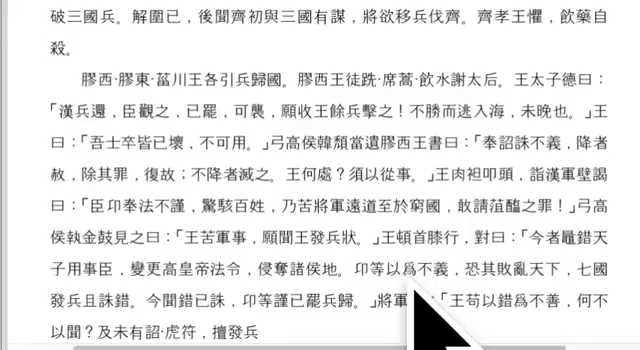 破三國兵。解圍已，後聞齊初與三國有謀，將欲移兵伐齊。齊孝王懼，飲藥自
殺。
膠西·膠東·菑川王各引兵歸國。膠西王徒跣·席藁·飲水謝太后。王太子德曰：
「漢兵還，臣觀之，已罷，可襲，願收王餘兵擊之！不勝而逃入海，未晚也。」王
曰：「吾士卒皆已壞，不可用。」弓高侯韓頹當遺膠西王書曰：「奉詔誅不義，降者
赦，除其罪，復故；不降者滅之。王何處？須以從事。」王肉袒叩頭，詣漢軍壁謁
曰：「臣卬奉法不謹，驚駭百姓，乃苦將軍遠道至於窮國，敢請菹醢之罪！」弓高
侯執金鼓見之曰：「王苦軍事，願聞王發兵狀。」王頓首膝行，對曰：「今者鼂錯天
子用事臣，變更高皇帝法令，侵奪諸侯地。卬等以爲不義，恐其敗亂天下，七國
發兵且誅錯。今聞錯已誅，卬等謹已罷兵歸。」將軍：「王苟以錯爲不善，何不
以聞？及未有詔·虎符，擅發兵